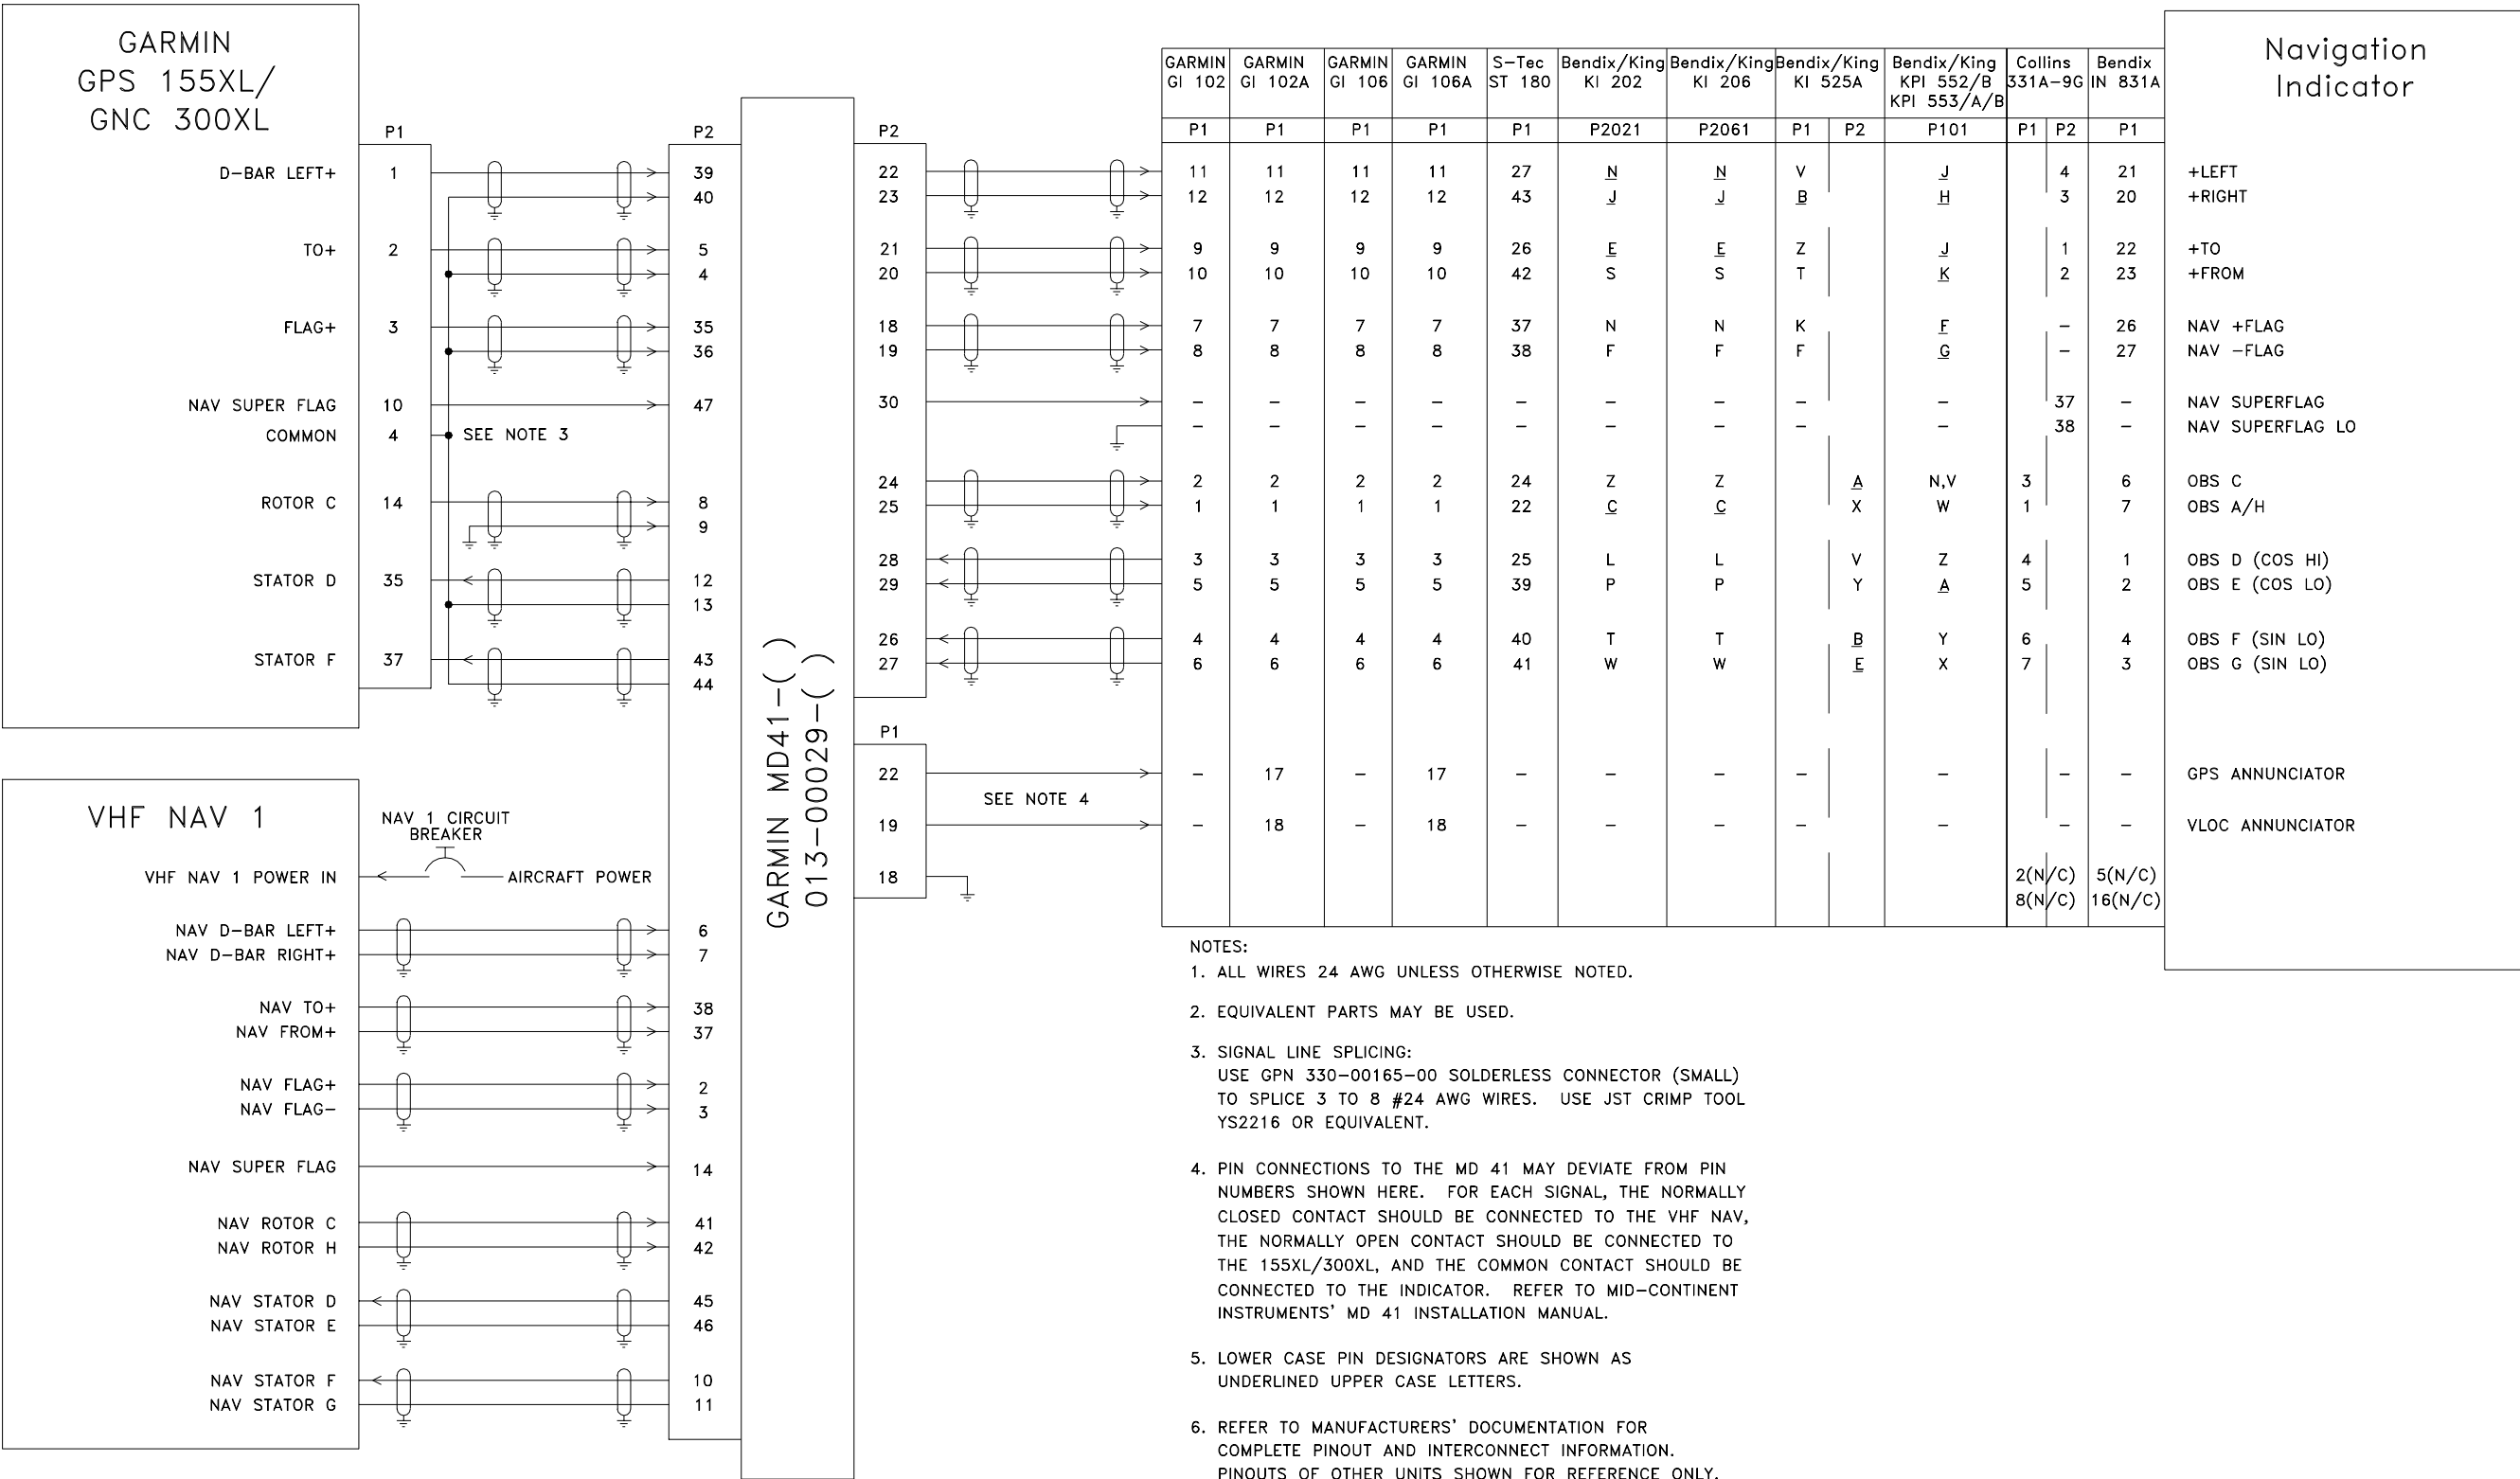 GARMIN
GPS 155XL/
GNC 300XL
P1
D-BAR LEFT+ 1
TO+ 2
FLAG+ 3
NAV SUPER FLAG 10
COMMON 4 SEE NOTE 3
ROTOR C 14
STATOR D 35
STATOR F 37
VHF NAV 1
NAV 1 CIRCUIT
BREAKER
VHF NAV 1 POWER IN AIRCRAFT POWER
NAV D-BAR LEFT+
NAV D-BAR RIGHT+
NAV TO+
NAV FROM+
NAV FLAG+
NAV FLAG-
NAV SUPER FLAG
NAV ROTOR C
NAV ROTOR H
NAV STATOR D
NAV STATOR E
NAV STATOR F
NAV STATOR G
P2
39
40
5
4
35
36
47
8
9
12
13
43
44
6
7
38
37
2
3
14
41
42
45
46
10
11
GARMIN MD41-( )
013-00029-( )
P2
22
23
21
20
18
19
30
24
25
28
29
26
27
P1
22
SEE NOTE 4
19
18
GARMIN GARMIN GARMIN GARMIN S-Tec Bendix/King Bendix/King Bendix/King Bendix/King Collins Bendix
GI 102 GI 102A GI 106 GI 106A ST 180 KI 202 KI 206 KI 525A KPI 552/B 331A-9G IN 831A
KPI 553/A/B
P1 P1 P1 P1 P1 P2021 P2061 P1 P2 P101 P1 P2 P1
Navigation
Indicator
11 11 11 11 27 N N V J 4 21 +LEFT
12 12 12 12 43 J J B H 3 20 +RIGHT
9 9 9 9 26 E E Z J 1 22 +TO
10 10 10 10 42 S S T K 2 23 +FROM
7 7 7 7 37 N N K F - 26 NAV +FLAG
8 8 8 8 38 F F F G - 27 NAV -FLAG
- - - - - - - - - 37 - NAV SUPERFLAG
- - - - - - - - - 38 - NAV SUPERFLAG LO
2 2 2 2 24 Z Z A N,V 3 6 OBS C
1 1 1 1 22 C C X W 1 7 OBS A/H
3 3 3 3 25 L L V Z 4 1 OBS D (COS HI)
5 5 5 5 39 P P Y A 5 2 OBS E (COS LO)
4 4 4 4 40 T T B Y 6 4 OBS F (SIN LO)
6 6 6 6 41 W W E X 7 3 OBS G (SIN LO)
- 17 - 17 - - - - - - - GPS ANNUNCIATOR
- 18 - 18 - - - - - - - VLOC ANNUNCIATOR
2(N/C) 5(N/C)
8(N/C) 16(N/C)
NOTES:
1. ALL WIRES 24 AWG UNLESS OTHERWISE NOTED.
2. EQUIVALENT PARTS MAY BE USED.
3. SIGNAL LINE SPLICING:
USE GPN 330-00165-00 SOLDERLESS CONNECTOR (SMALL)
TO SPLICE 3 TO 8 #24 AWG WIRES. USE JST CRIMP TOOL
YS2216 OR EQUIVALENT.
4. PIN CONNECTIONS TO THE MD 41 MAY DEVIATE FROM PIN
NUMBERS SHOWN HERE. FOR EACH SIGNAL, THE NORMALLY
CLOSED CONTACT SHOULD BE CONNECTED TO THE VHF NAV,
THE NORMALLY OPEN CONTACT SHOULD BE CONNECTED TO
THE 155XL/300XL, AND THE COMMON CONTACT SHOULD BE
CONNECTED TO THE INDICATOR. REFER TO MID-CONTINENT
INSTRUMENTS' MD 41 INSTALLATION MANUAL.
5. LOWER CASE PIN DESIGNATORS ARE SHOWN AS
UNDERLINED UPPER CASE LETTERS.
6. REFER TO MANUFACTURERS' DOCUMENTATION FOR
COMPLETE PINOUT AND INTERCONNECT INFORMATION.
PINOUTS OF OTHER UNITS SHOWN FOR REFERENCE ONLY.